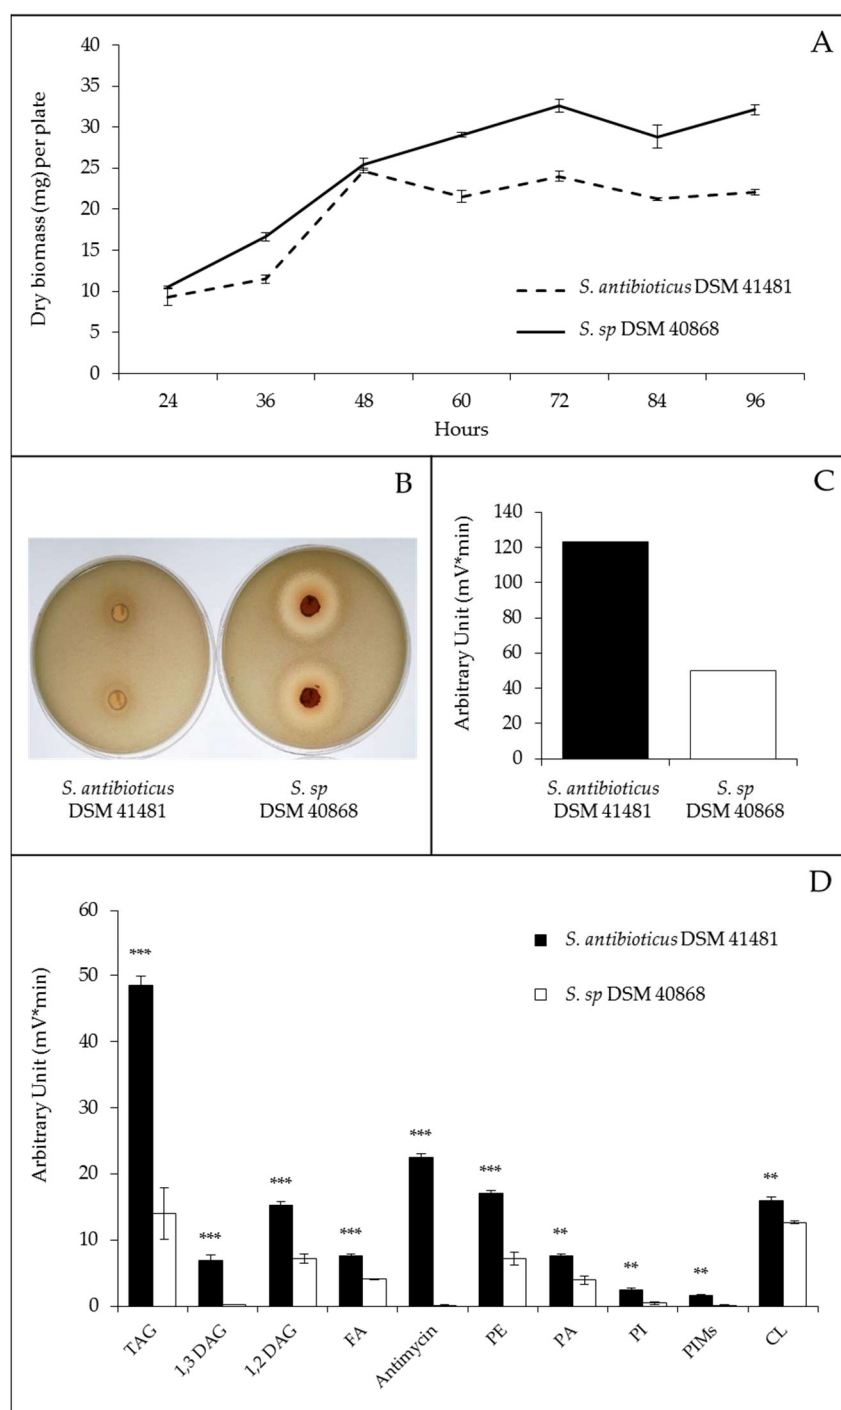 A
40
35
30
25
20
15
10
5
0
Dry biomass (mg) per plate
24 36 48 60 72 84 96
Hours
S. antibioticus DSM 41481
S. sp DSM 40868
B
S. antibioticus
DSM 41481
S. sp
DSM 40868
C
140
120
100
80
60
40
20
0
Arbitrary Unit (mV*min)
S. antibioticus
DSM 41481
S. sp
DSM 40868
D
60
50
40
30
20
10
0
Arbitrary Unit (mV*min)
S. antibioticus DSM 41481
S. sp DSM 40868
*** *** *** *** *** *** ** ** ** **
TAG 1,3 DAG 1,2 DAG FA Antimycin PE PA PI PIMs CL